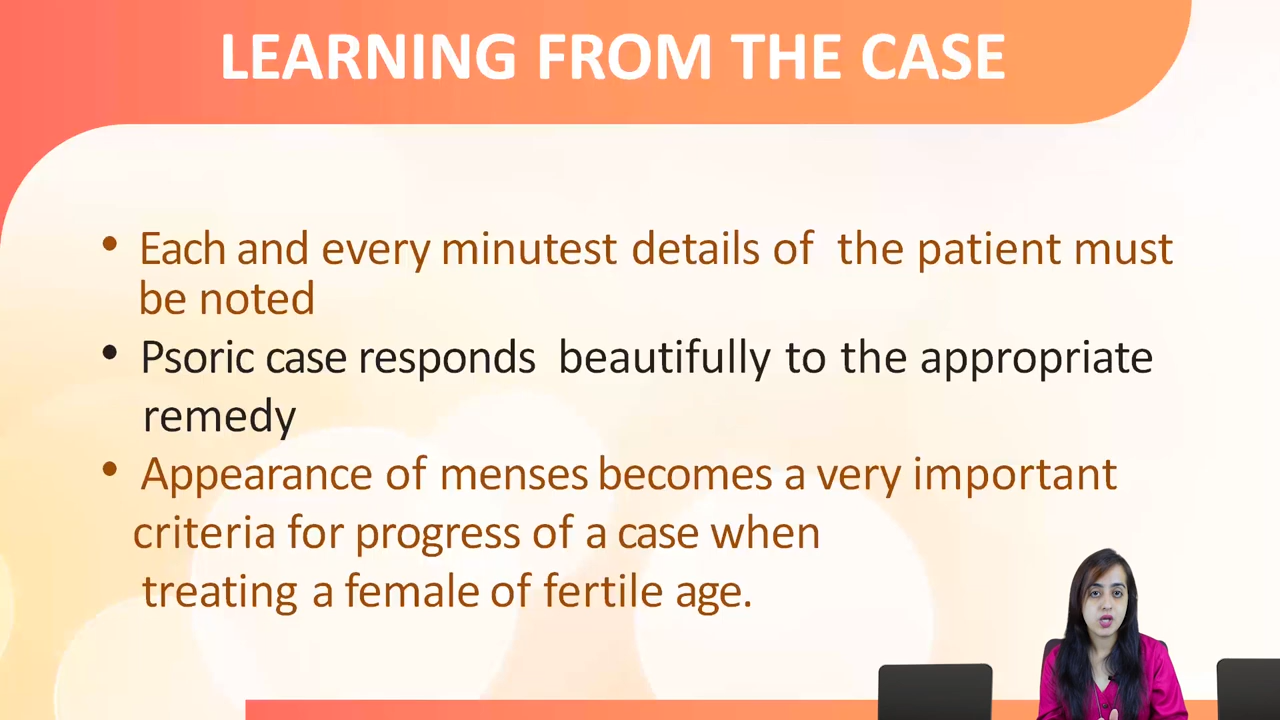 LEARNING FROM THE CASE
• Each and every minutest details of the patient must
be noted
• Psoric case responds beautifully to the appropriate
remedy
• Appearance of menses becomes a very important
criteria for progress of a case when
treating a female of fertile age.